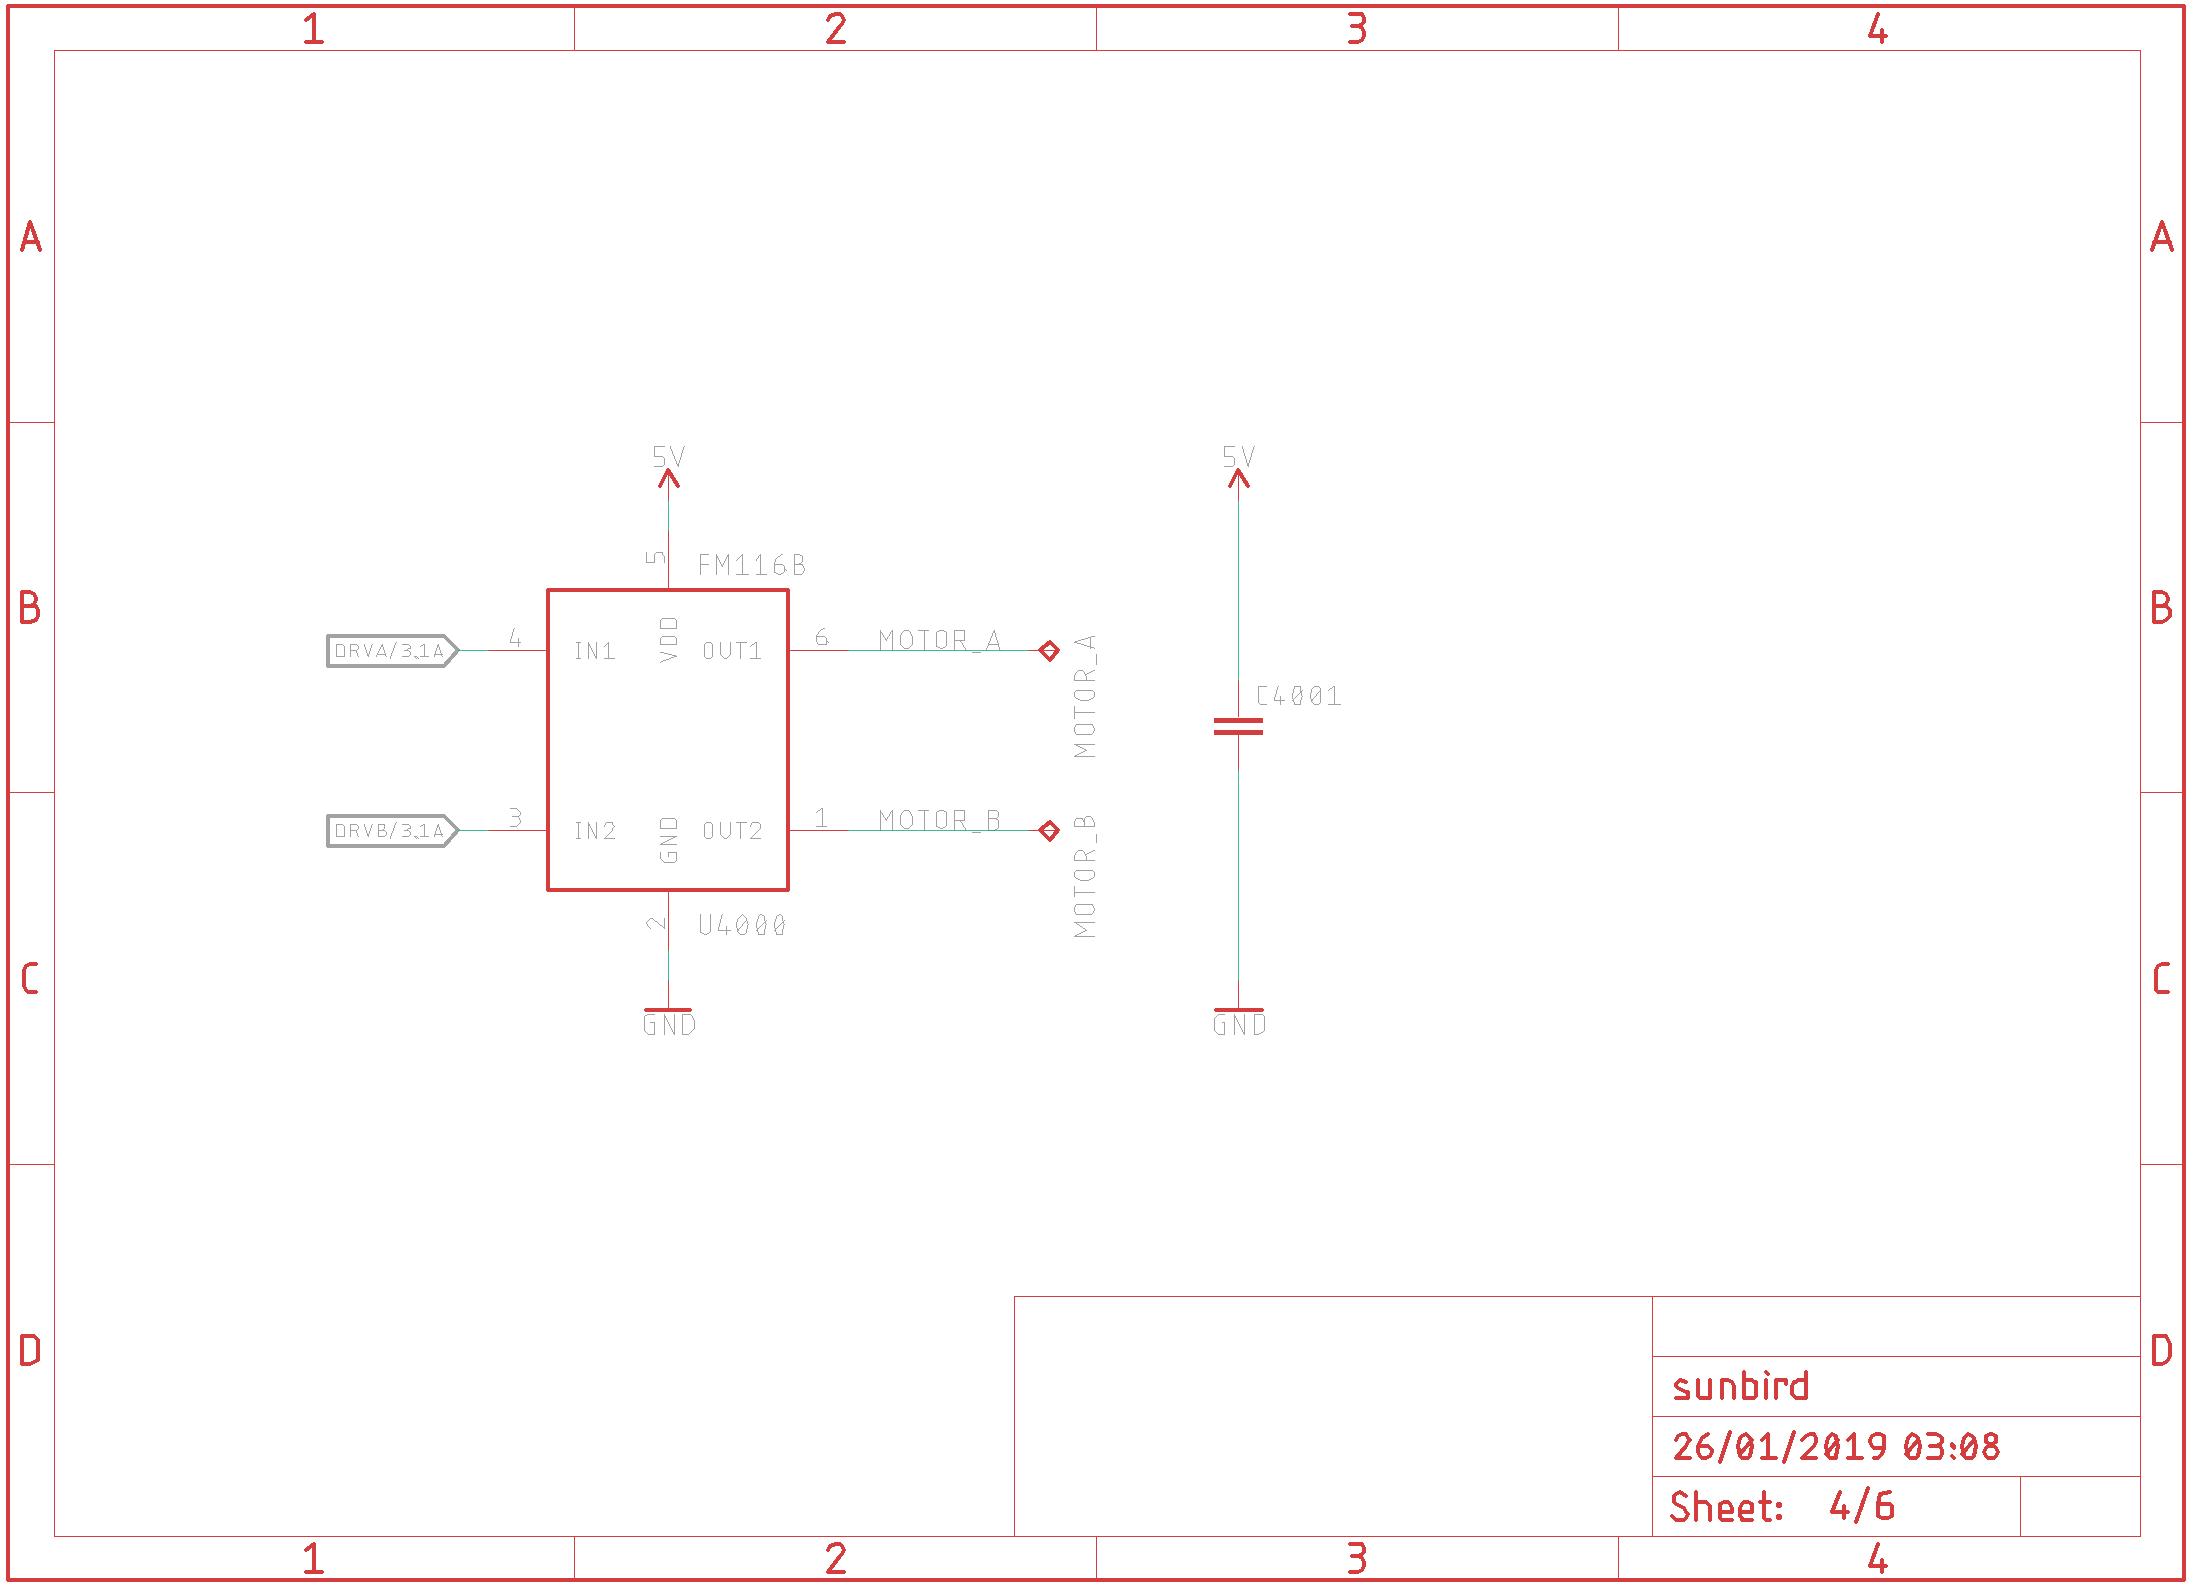 1 2 3 4
A A
5V 5V
5 FM116B
B B
DRVA/3.1A 4 IN1 VDD OUT1 6 MOTOR_A MOTOR_A
C4001
DRVB/3.1A 3 IN2 GND OUT2 1 MOTOR_B MOTOR_B
2 U4000
C C
GND GND
D D
sunbird
26/01/2019 03:08
Sheet: 4/6
1 2 3 4